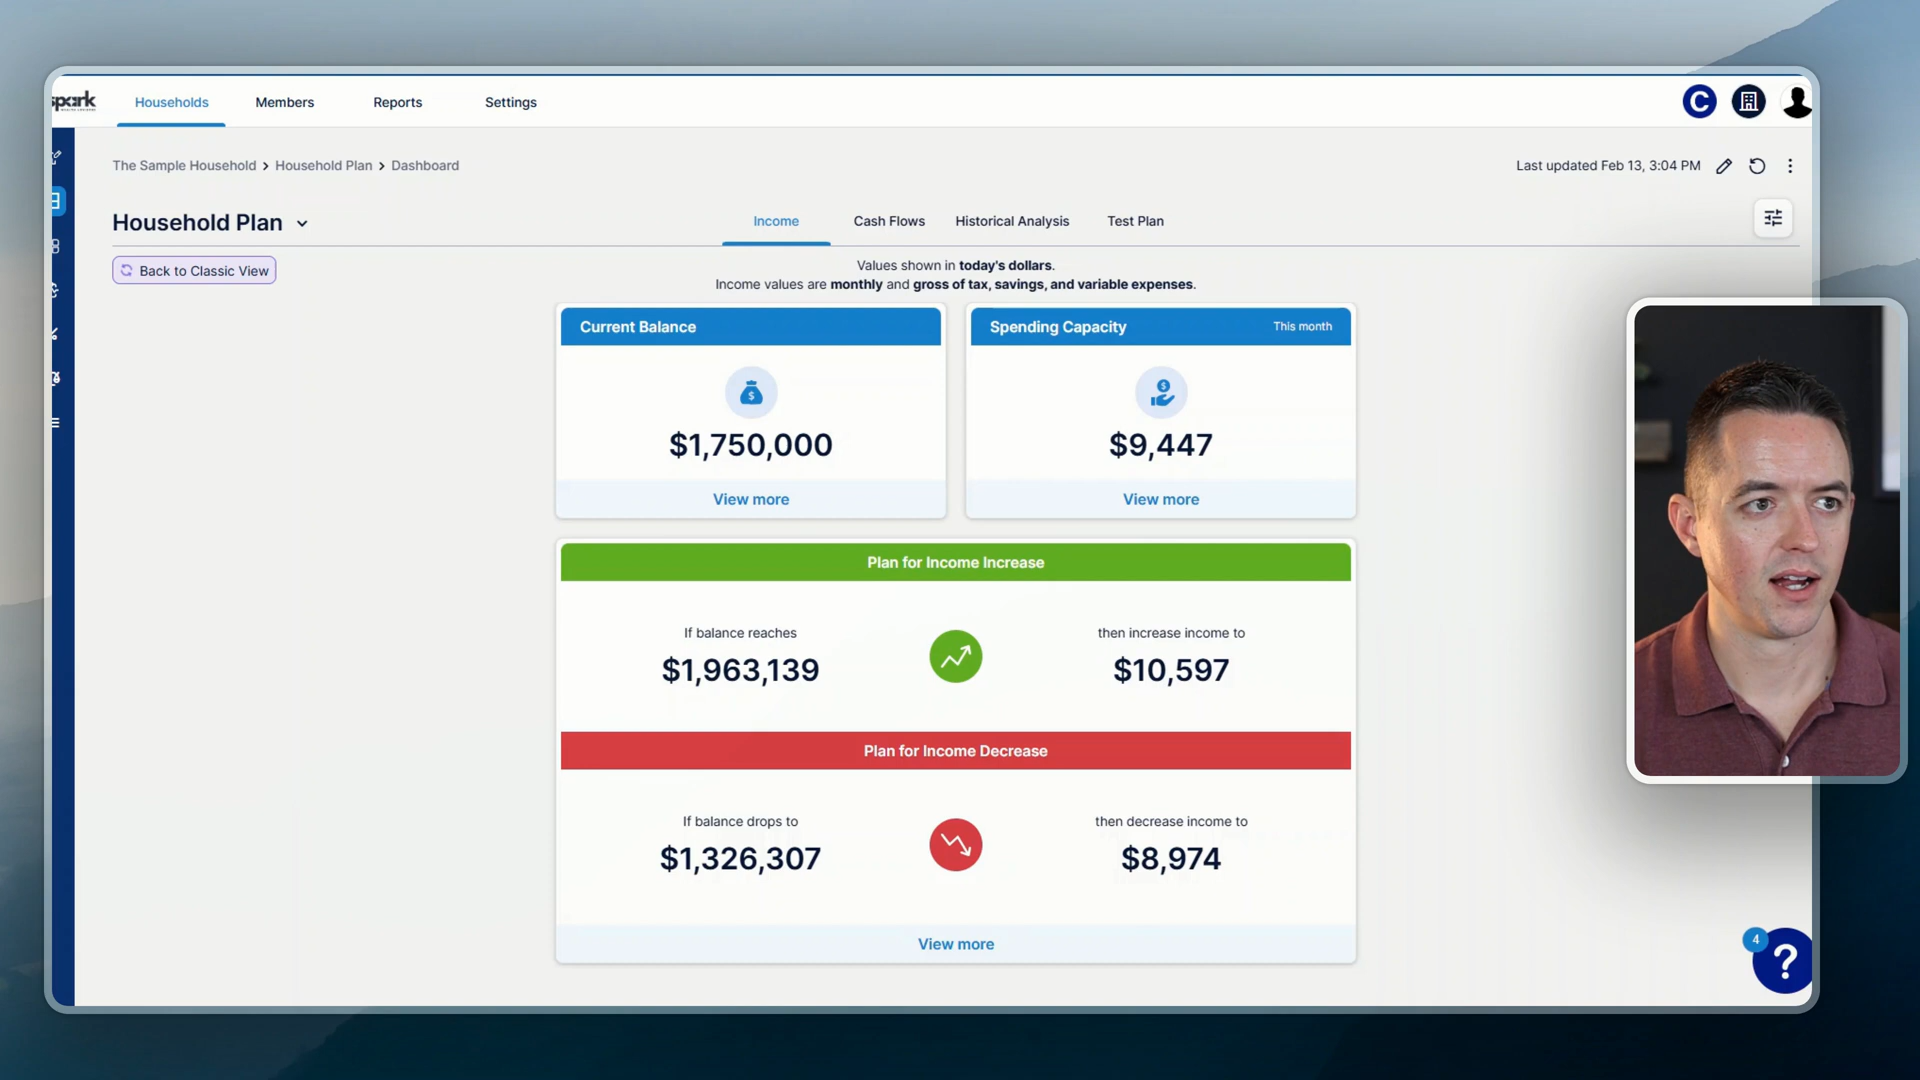 spark
Households
Members
Reports
Settings
C
The Sample Household > Household Plan > Dashboard
Last updated Feb 13, 3:04 PM
Household Plan
Income
Cash Flows
Historical Analysis
Test Plan
Back to Classic View
Values shown in today's dollars.
Income values are monthly and gross of tax, savings, and variable expenses.
Current Balance
$1,750,000
View more
Spending Capacity
This month
$9,447
View more
Plan for Income Increase
If balance reaches
$1,963,139
then increase income to
$10,597
Plan for Income Decrease
If balance drops to
$1,326,307
then decrease income to
$8,974
View more
4
?